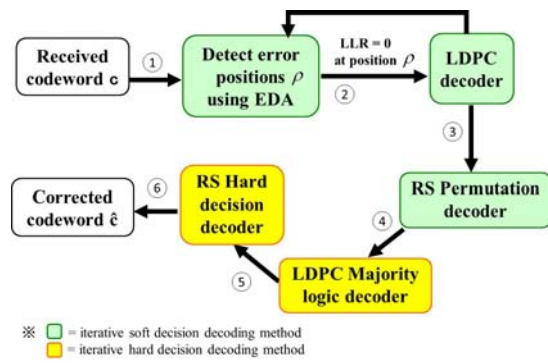 Received
codeword c
①
Detect error
positions ρ
using EDA
LLR = 0
at position ρ
②
LDPC
decoder
③
RS Permutation
decoder
④
LDPC Majority
logic decoder
⑤
RS Hard
decision
decoder
⑥
Corrected
codeword ĉ
※ = iterative soft decision decoding method
= iterative hard decision decoding method